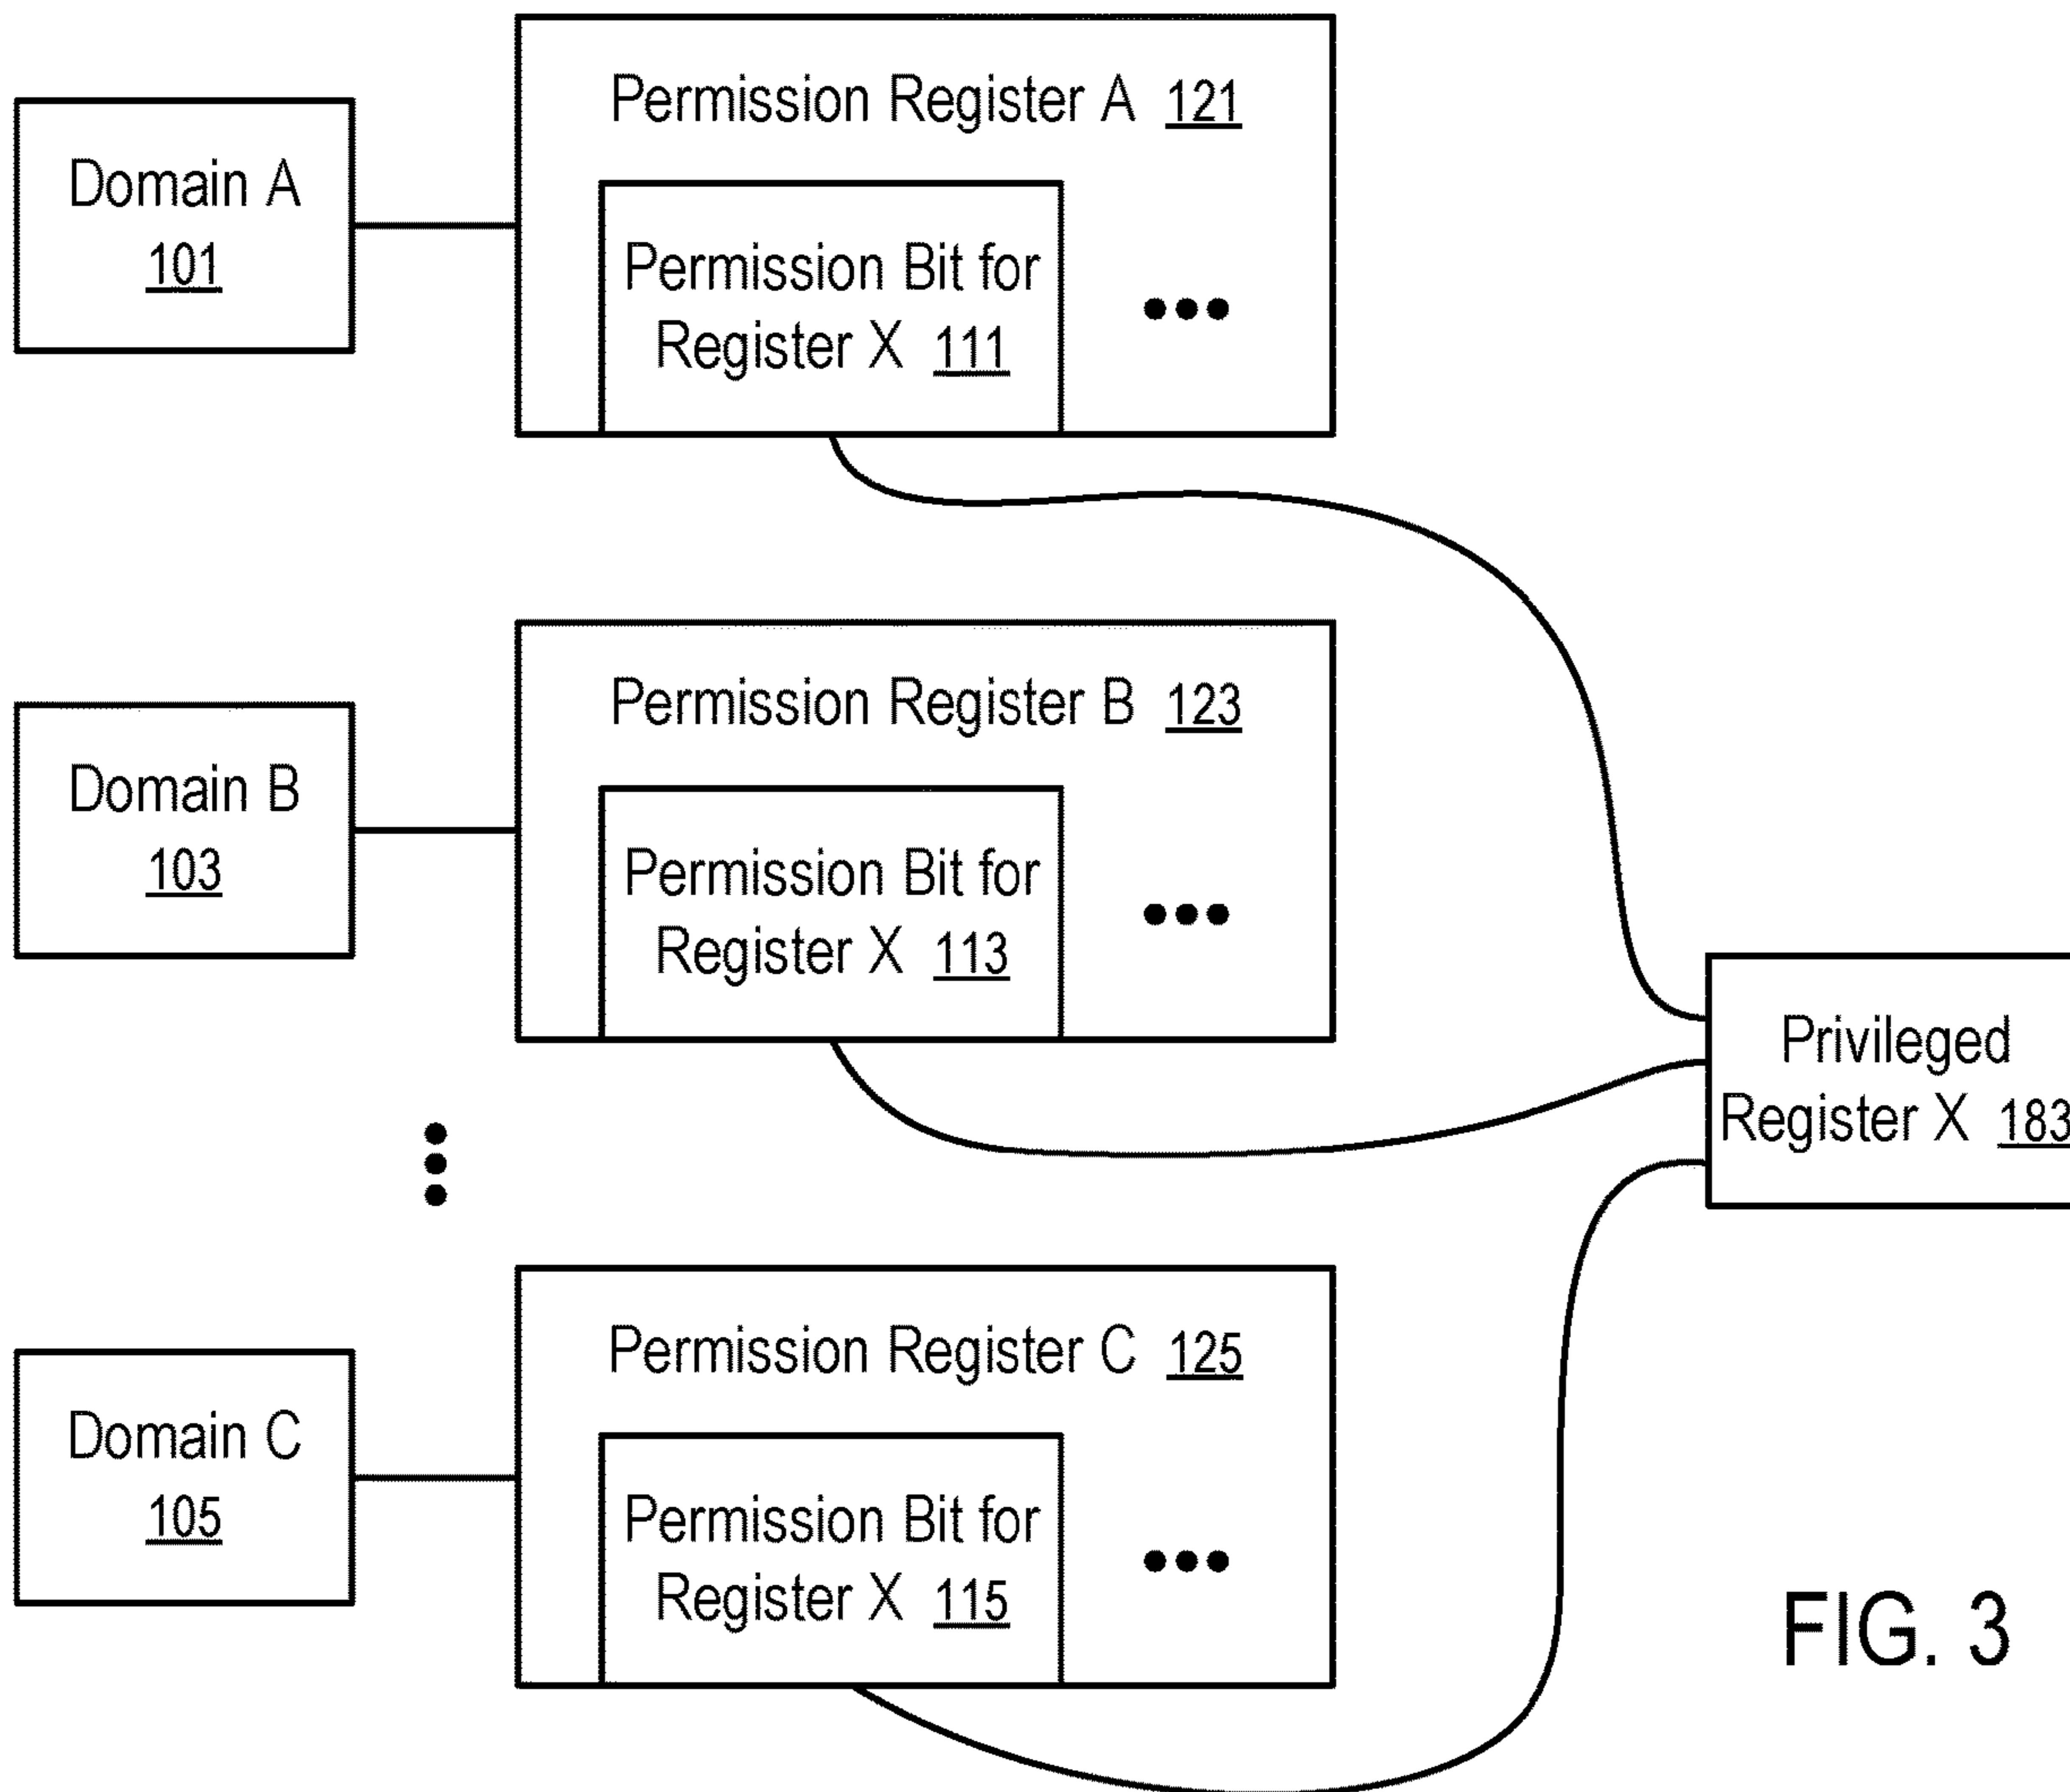 Permission Register A 121
Domain A
101
Permission Bit for
Register X 111
Permission Register B 123
Domain B
103
Permission Bit for
Register X 113
Privileged
Register X 183
Permission Register C 125
Domain C
105
Permission Bit for
Register X 115
FIG. 3